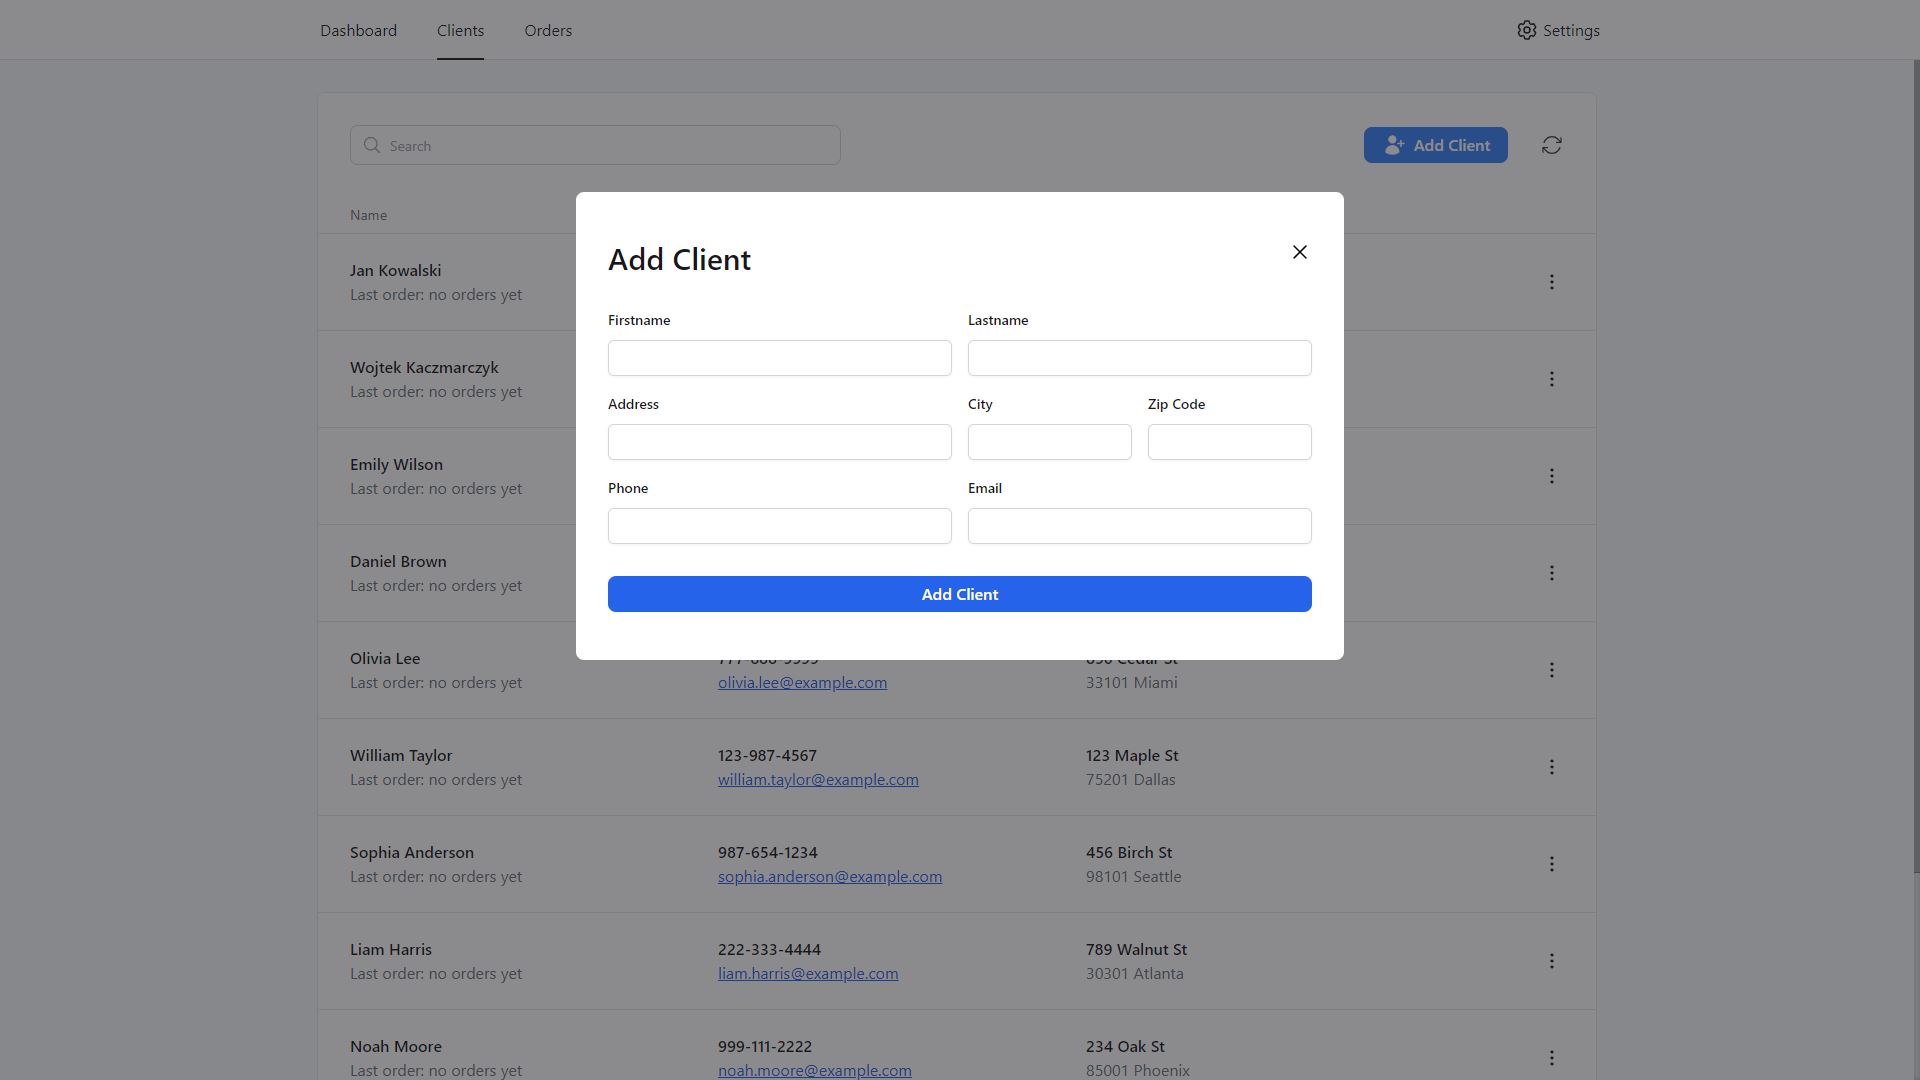 Dashboard Clients Orders Settings
Search Add Client
Name
Add Client
Firstname Lastname
Address City Zip Code
Phone Email
Add Client
Jan Kowalski
Last order: no orders yet
Wojtek Kaczmarczyk
Last order: no orders yet
Emily Wilson
Last order: no orders yet
Daniel Brown
Last order: no orders yet
Olivia Lee
Last order: no orders yet olivia.lee@example.com 33101 Miami
William Taylor 123-987-4567 123 Maple St
Last order: no orders yet william.taylor@example.com 75201 Dallas
Sophia Anderson 987-654-1234 456 Birch St
Last order: no orders yet sophia.anderson@example.com 98101 Seattle
Liam Harris 222-333-4444 789 Walnut St
Last order: no orders yet liam.harris@example.com 30301 Atlanta
Noah Moore 999-111-2222 234 Oak St
Last order: no orders yet noah.moore@example.com 85001 Phoenix